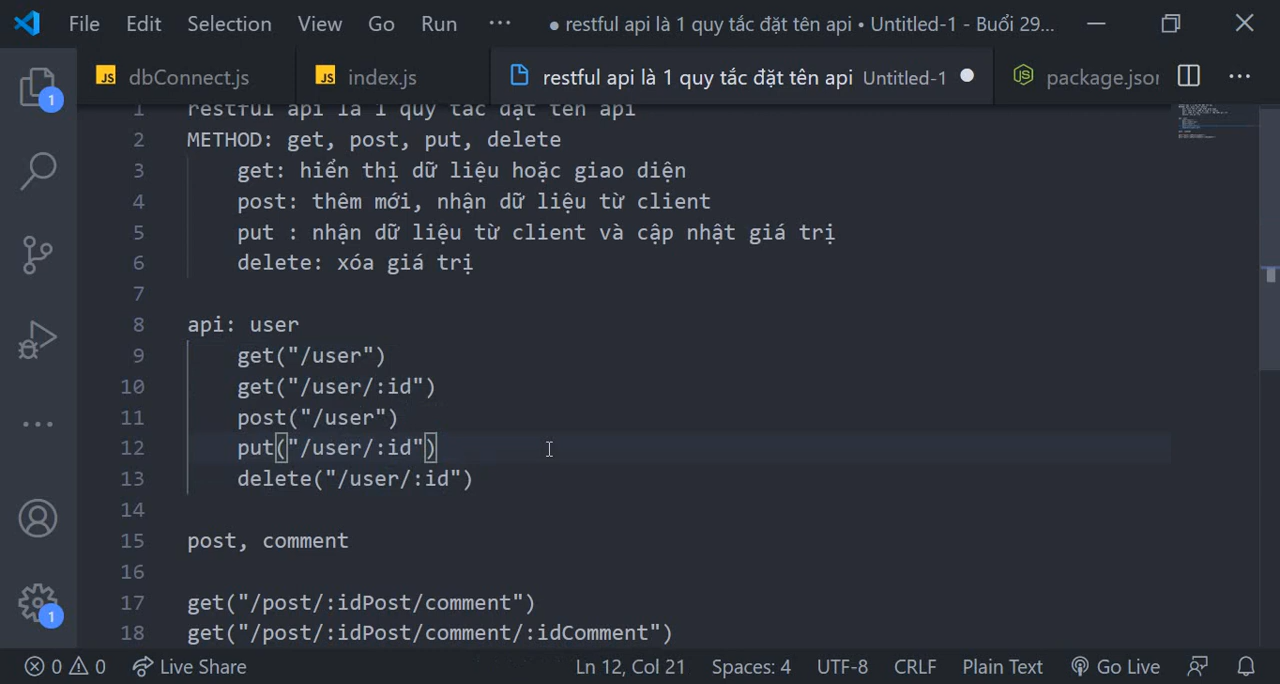 File Edit Selection View Go Run ··· ● restful api là 1 quy tắc đặt tên api • Untitled-1 - Buổi 29...
JS dbConnect.js JS index.js restful api là 1 quy tắc đặt tên api Untitled-1 ● package.jsor ···
1 restful api là 1 quy tắc đặt tên api
2 METHOD: get, post, put, delete
3 get: hiển thị dữ liệu hoặc giao diện
4 post: thêm mới, nhận dữ liệu từ client
5 put : nhận dữ liệu từ client và cập nhật giá trị
6 delete: xóa giá trị
7
8 api: user
9 get("/user")
10 get("/user/:id")
11 post("/user")
12 put("/user/:id")
13 delete("/user/:id")
14
15 post, comment
16
17 get("/post/:idPost/comment")
18 get("/post/:idPost/comment/:idComment")
1
1
0 0 Live Share Ln 12, Col 21 Spaces: 4 UTF-8 CRLF Plain Text Go Live